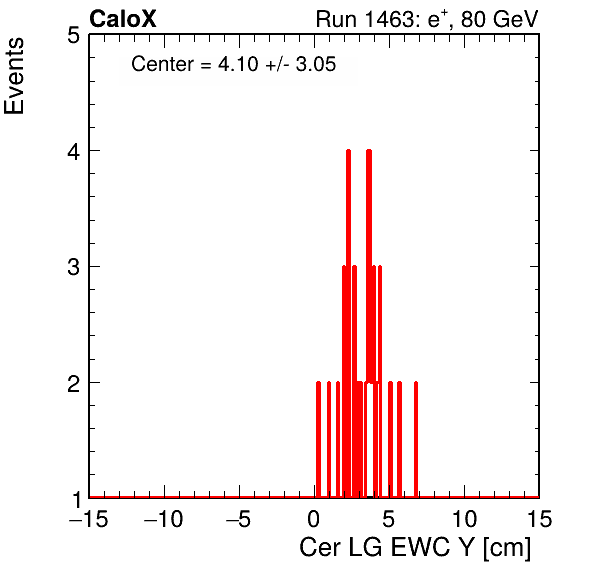 CaloX Run 1463: e+, 80 GeV
Center = 4.10 +/- 3.05
Events
5
4
3
2
1
−15 −10 −5 0 5 10 15
Cer LG EWC Y [cm]